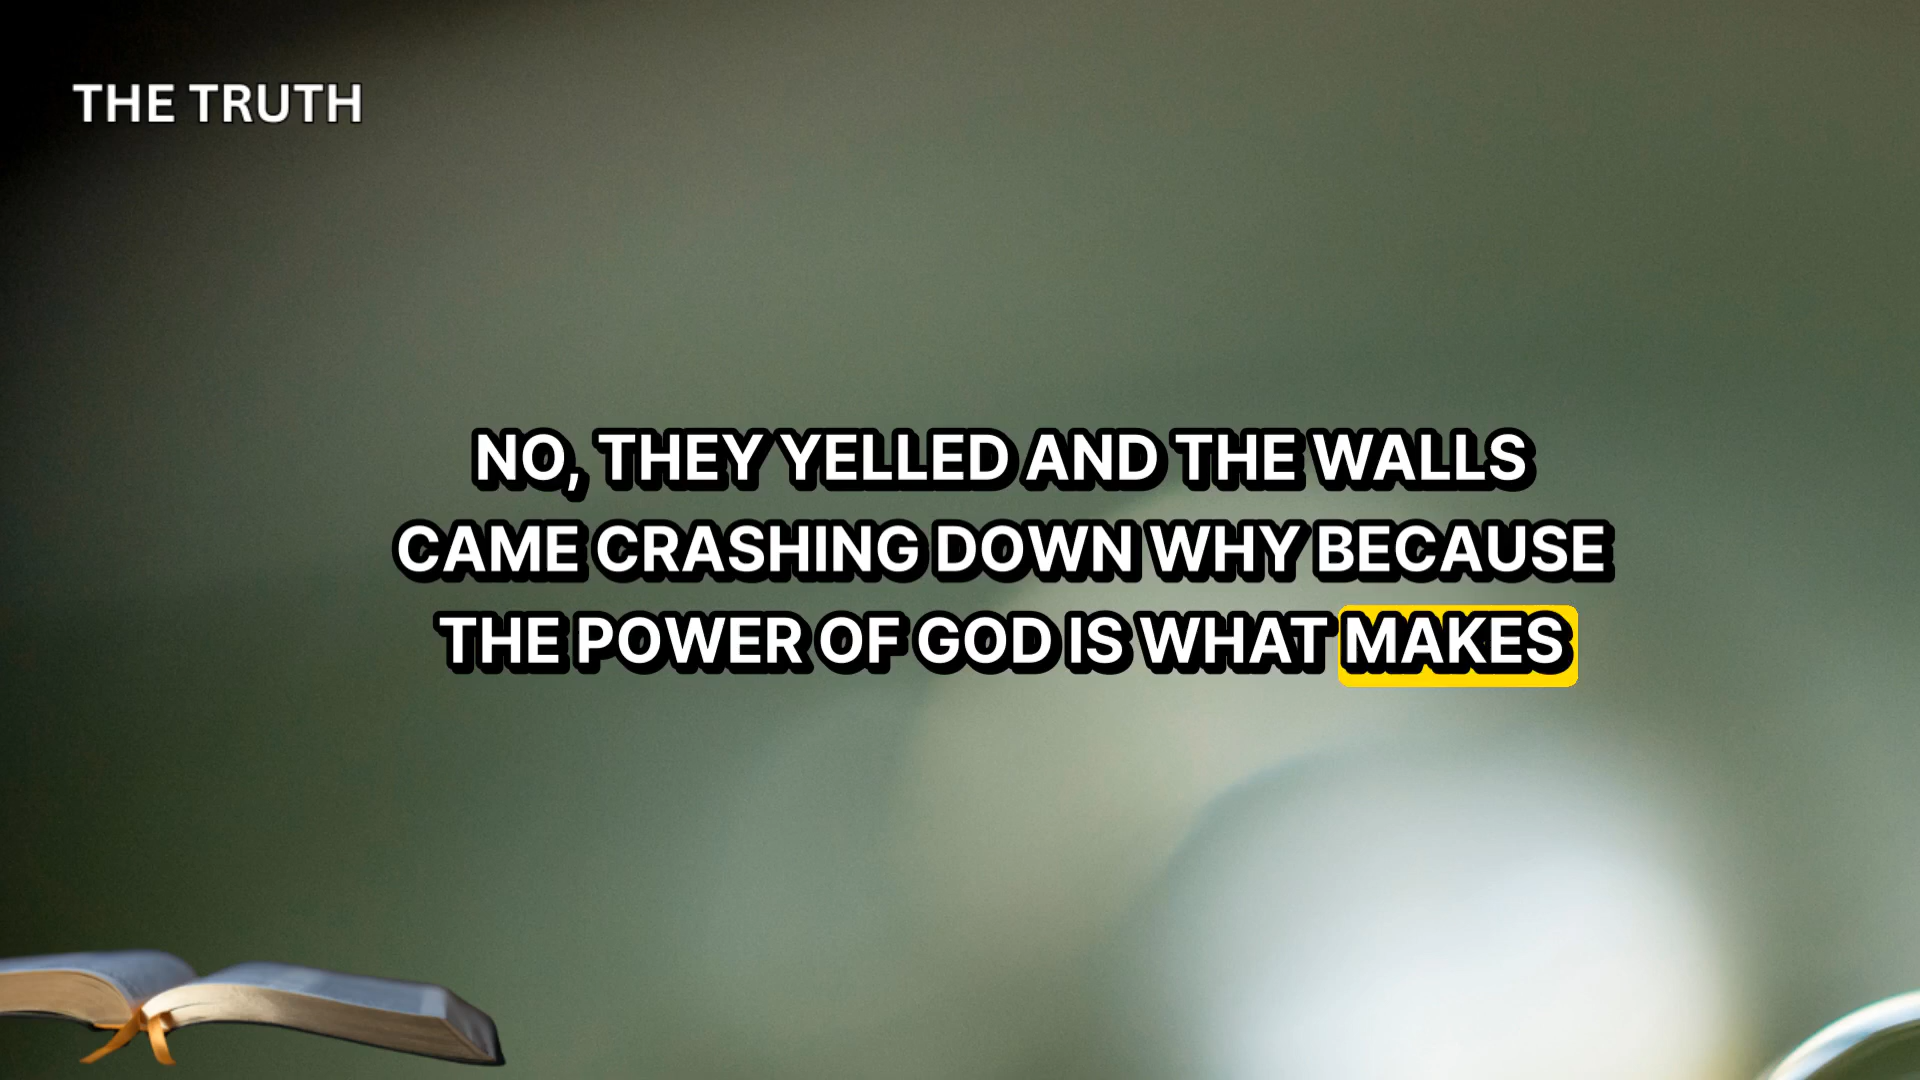 THE TRUTH
NO, THEY YELLED AND THE WALLS
CAME CRASHING DOWN WHY BECAUSE
THE POWER OF GOD IS WHAT MAKES